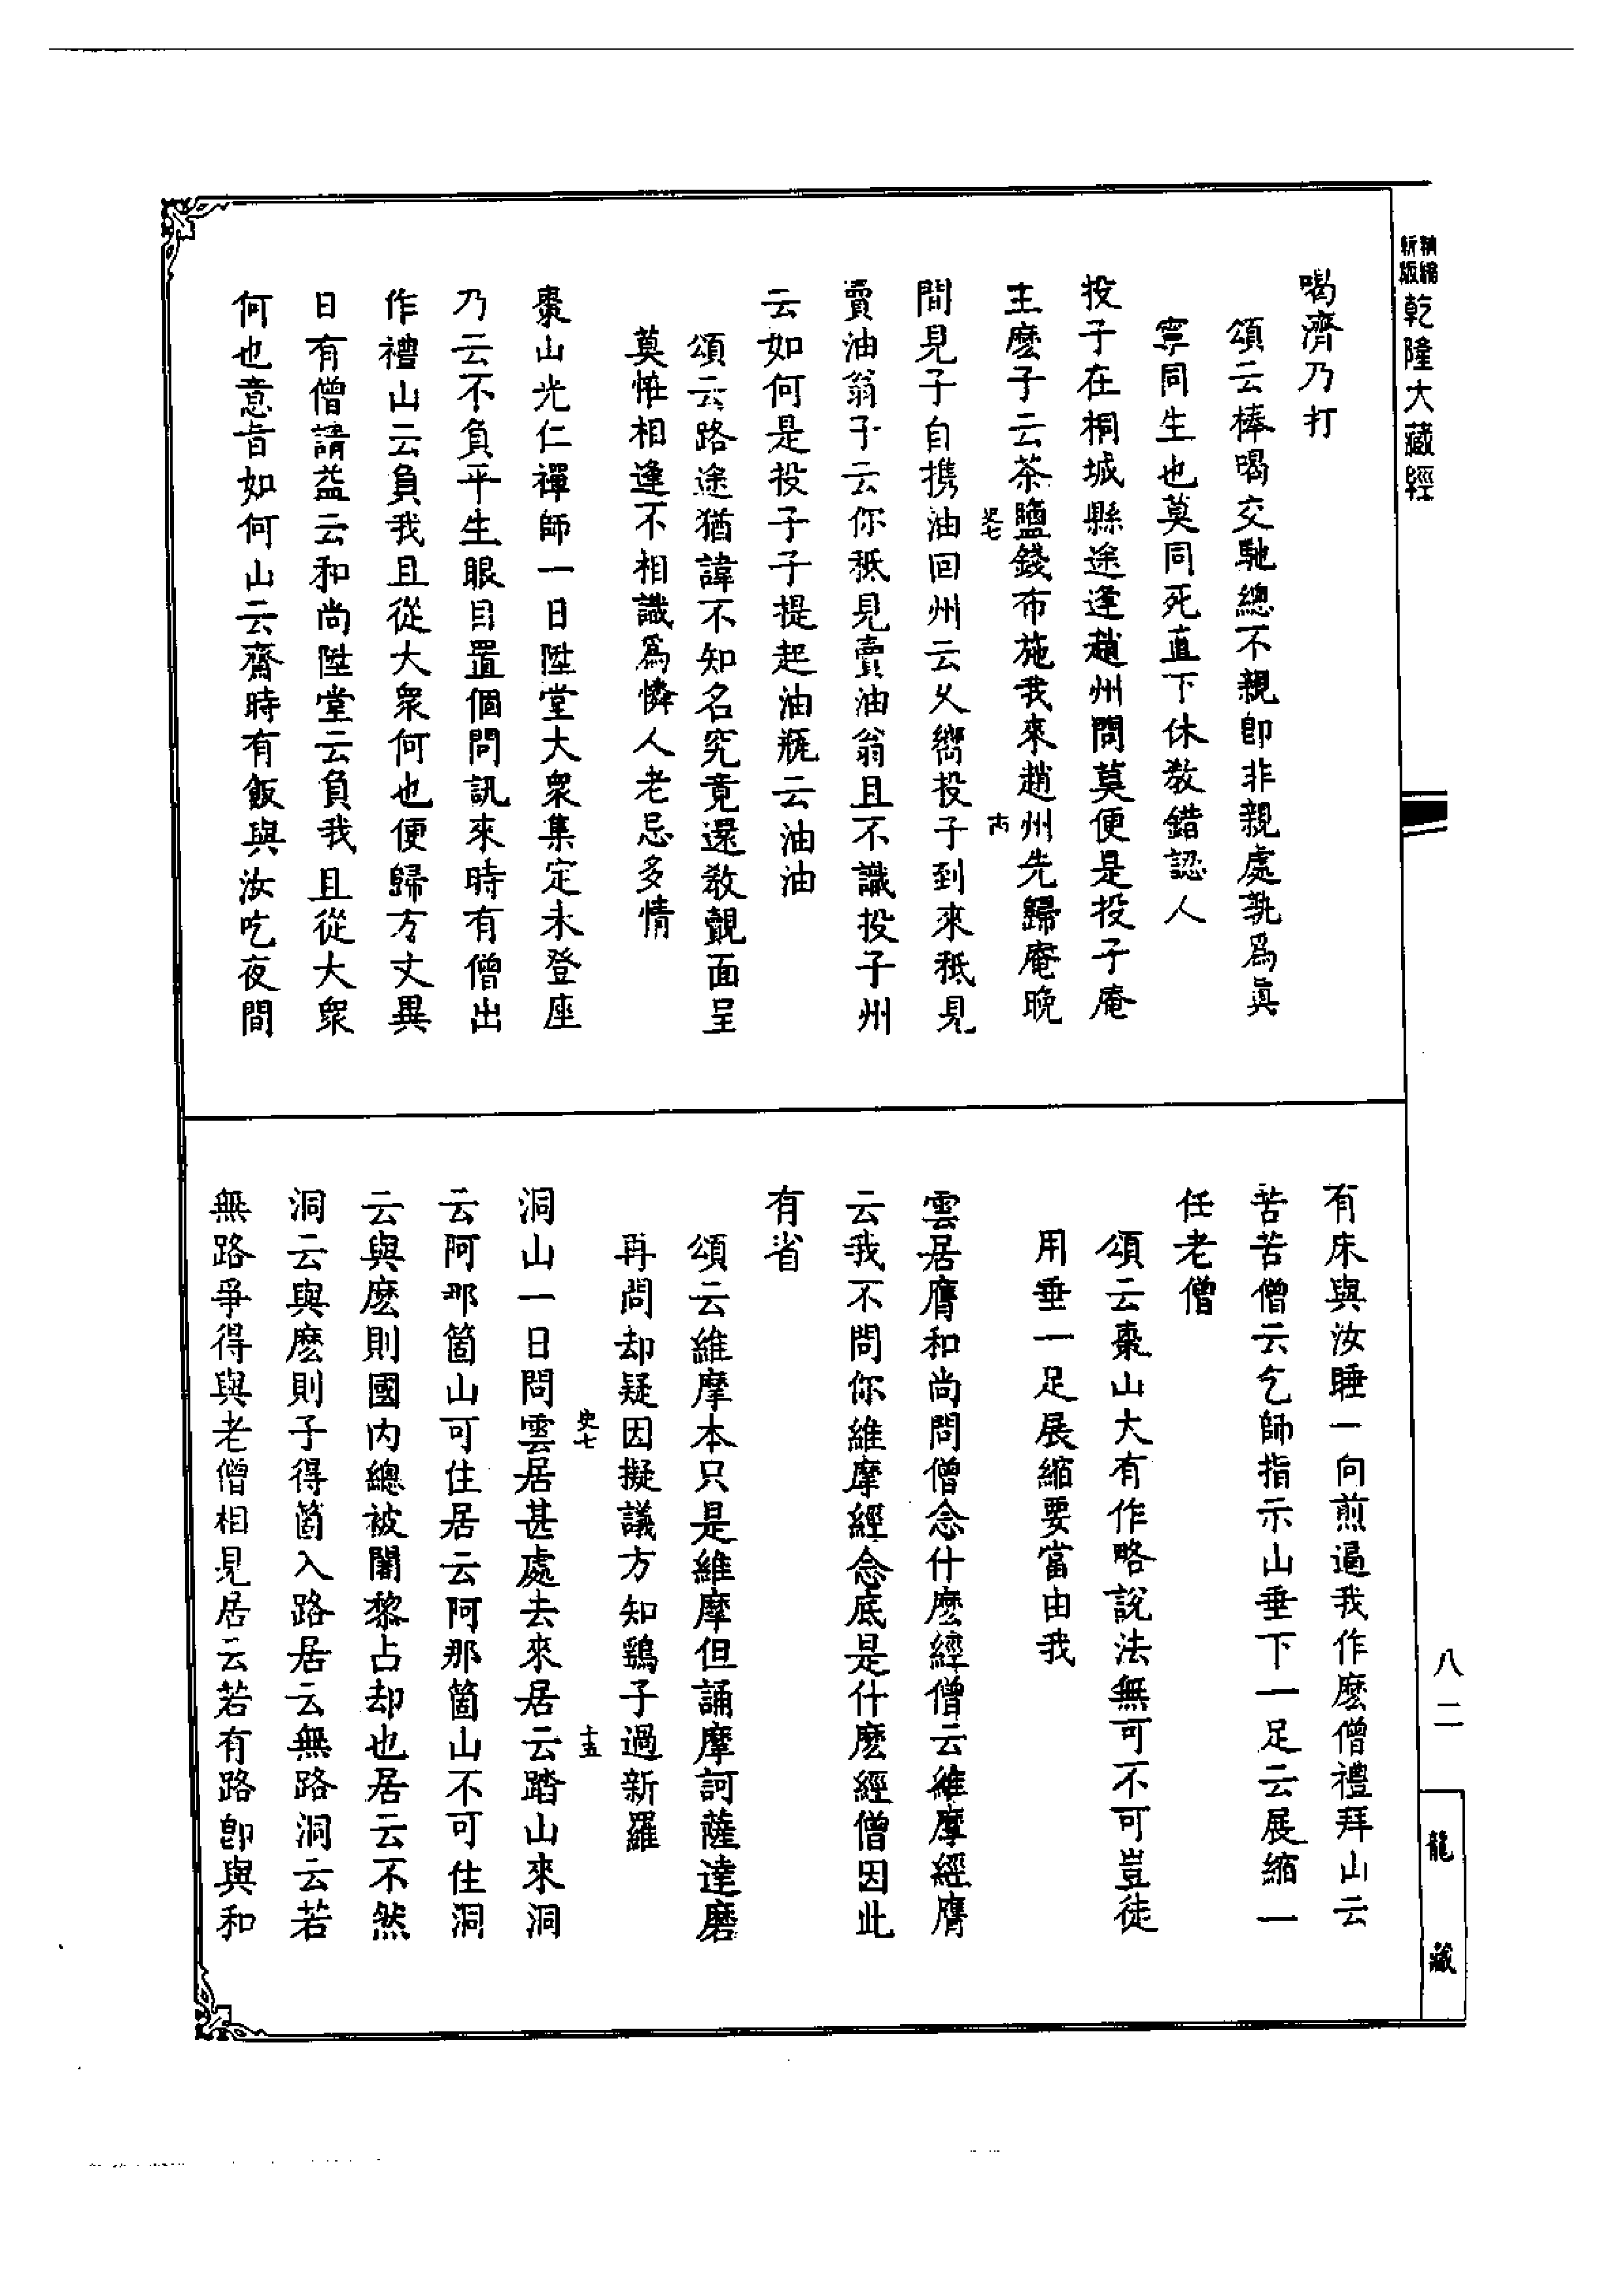 精縮
新版
乾隆大藏經
喝濟乃打
頌云棒喝交馳總不親卽非親處孰爲眞
寧同生也莫同死直下休教錯認人
投子在桐城縣途逢趙州問莫便是投子庵
主麽子云茶鹽錢布施我來趙州先歸庵晚
間見子自携油回州云久嚮投子到來秪見
賣油翁子云你秪見賣油翁且不識投子州
云如何是投子子提起油瓶云油油
頌云路途猶諱不知名究竟還教覿面呈
莫恠相逢不相識爲憐人老忌多情
棗山光仁禪師一日陞堂大衆集定未登座
乃云不負平生眼目置個問訊來時有僧出
作禮山云負我且從大衆何也便歸方丈異
日有僧請益云和尚陞堂云負我且從大衆
何也意旨如何山云齋時有飯與汝吃夜間
有床與汝睡一向煎逼我作麽僧禮拜山云
苦苦僧云乞師指示山垂下一足云展縮一
任老僧
頌云棗山大有作略說法無可不可豈徒
用垂一足展縮要當由我
雲居膺和尚問僧念什麽經僧云維摩經膺
云我不問你維摩經念底是什麽經僧因此
有省
頌云維摩本只是維摩但誦摩訶薩達磨
再問却疑因擬議方知鷂子過新羅
史七
十五
洞山一日問雲居甚處去來居云踏山來洞
云阿那箇山可住居云阿那箇山不可住洞
云與麽則國內總被闍黎占却也居云不然
洞云與麽則子得箇入路居云無路洞云若
無路爭得與老僧相見居云若有路卽與和
八二
龍藏